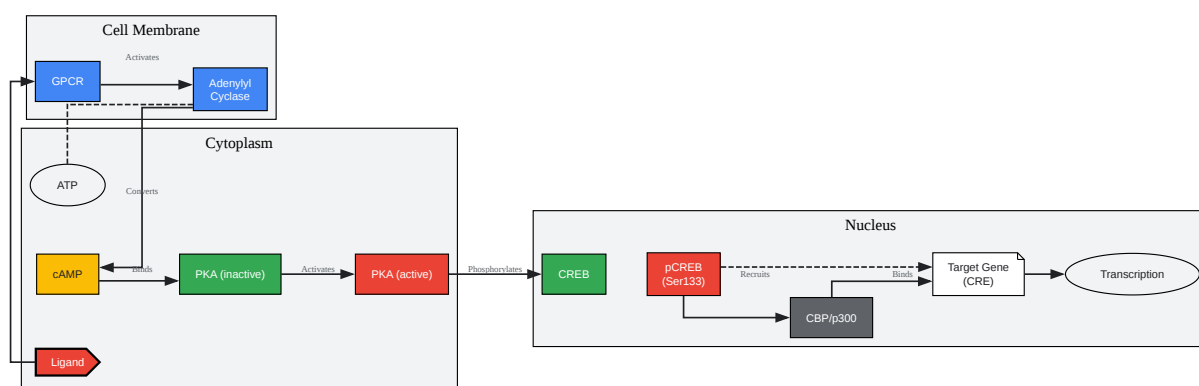 Cell Membrane
Activates
GPCR
Adenylyl
Cyclase
Cytoplasm
ATP
Converts
cAMP
Binds
PKA (inactive)
Activates
PKA (active)
Phosphorylates
Ligand
Nucleus
CREB
pCREB
(Ser133)
Recruits
CBP/p300
Binds
Target Gene
(CRE)
Transcription